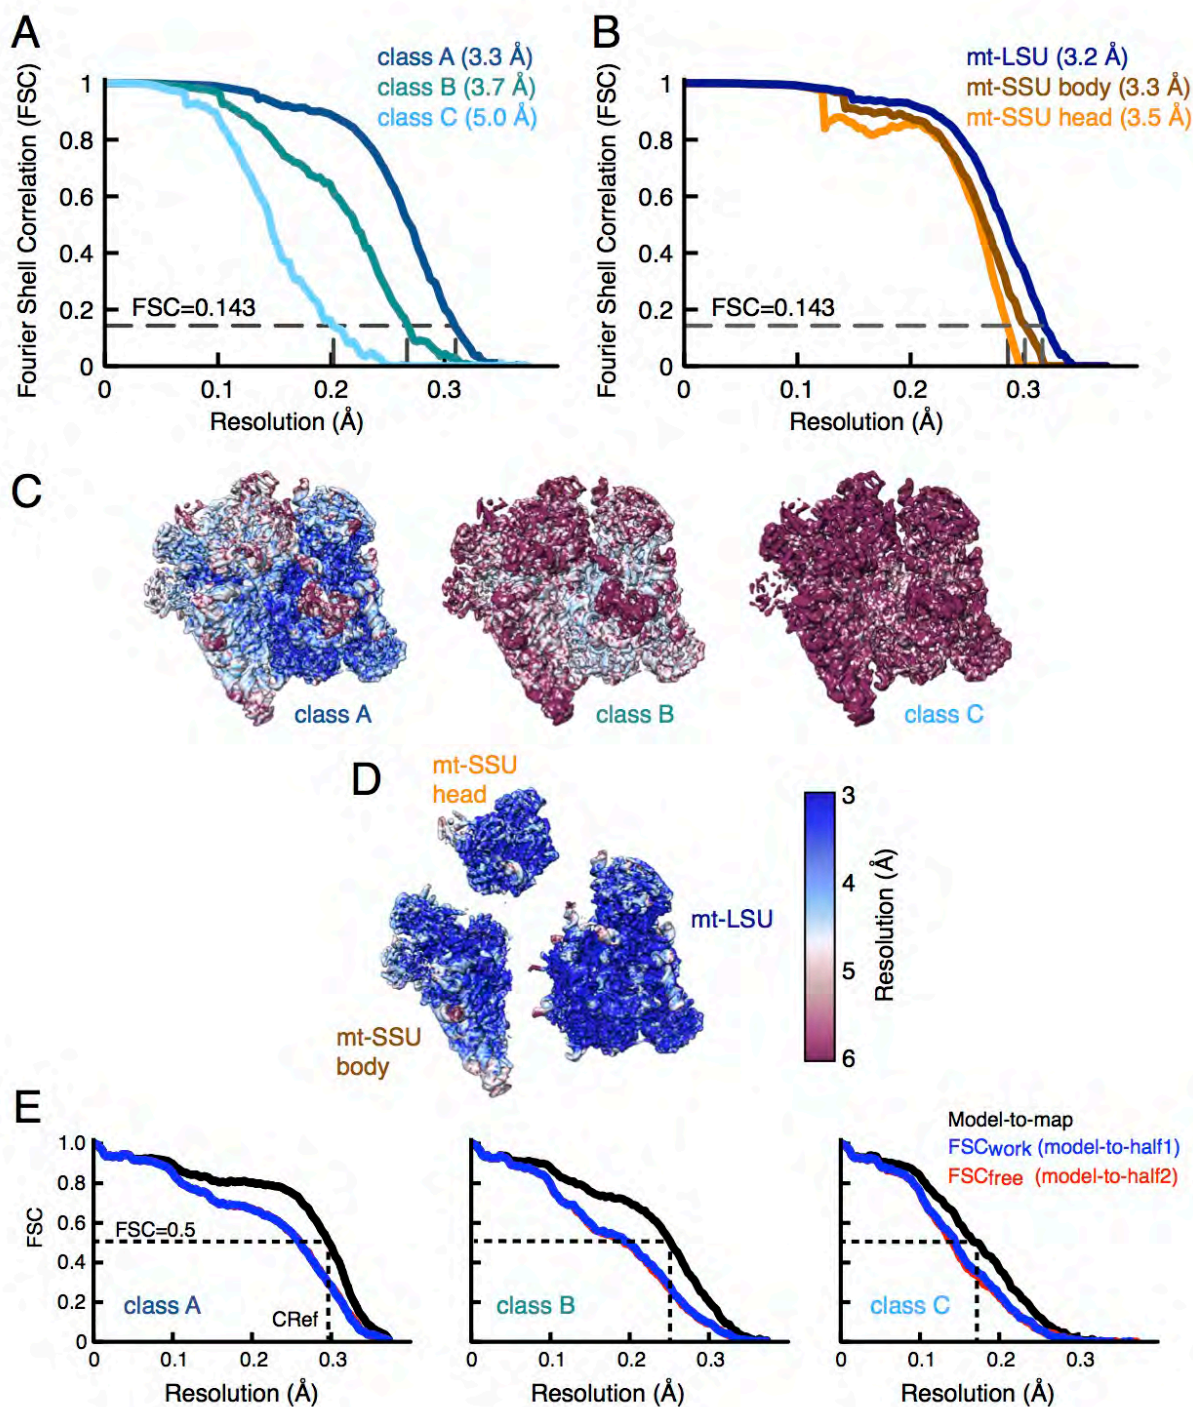 A
class A (3.3 Å)
class B (3.7 Å)
class C (5.0 Å)
Fourier Shell Correlation (FSC)
1
0.8
0.6
0.4
0.2
0
FSC=0.143
0
0.1
0.2
0.3
Resolution (Å)
B
mt-LSU (3.2 Å)
mt-SSU body (3.3 Å)
mt-SSU head (3.5 Å)
Fourier Shell Correlation (FSC)
1
0.8
0.6
0.4
0.2
0
FSC=0.143
0
0.1
0.2
0.3
Resolution (Å)
C
class A
class B
class C
D
mt-SSU
head
mt-LSU
mt-SSU
body
3
4
5
6
Resolution (Å)
E
Model-to-map
FSCwork (model-to-half1)
FSCfree (model-to-half2)
FSC
1.0
0.8
0.6
0.4
0.2
0
FSC=0.5
class A
CRef
0
0.1
0.2
0.3
Resolution (Å)
class B
0
0.1
0.2
0.3
Resolution (Å)
class C
0
0.1
0.2
0.3
Resolution (Å)